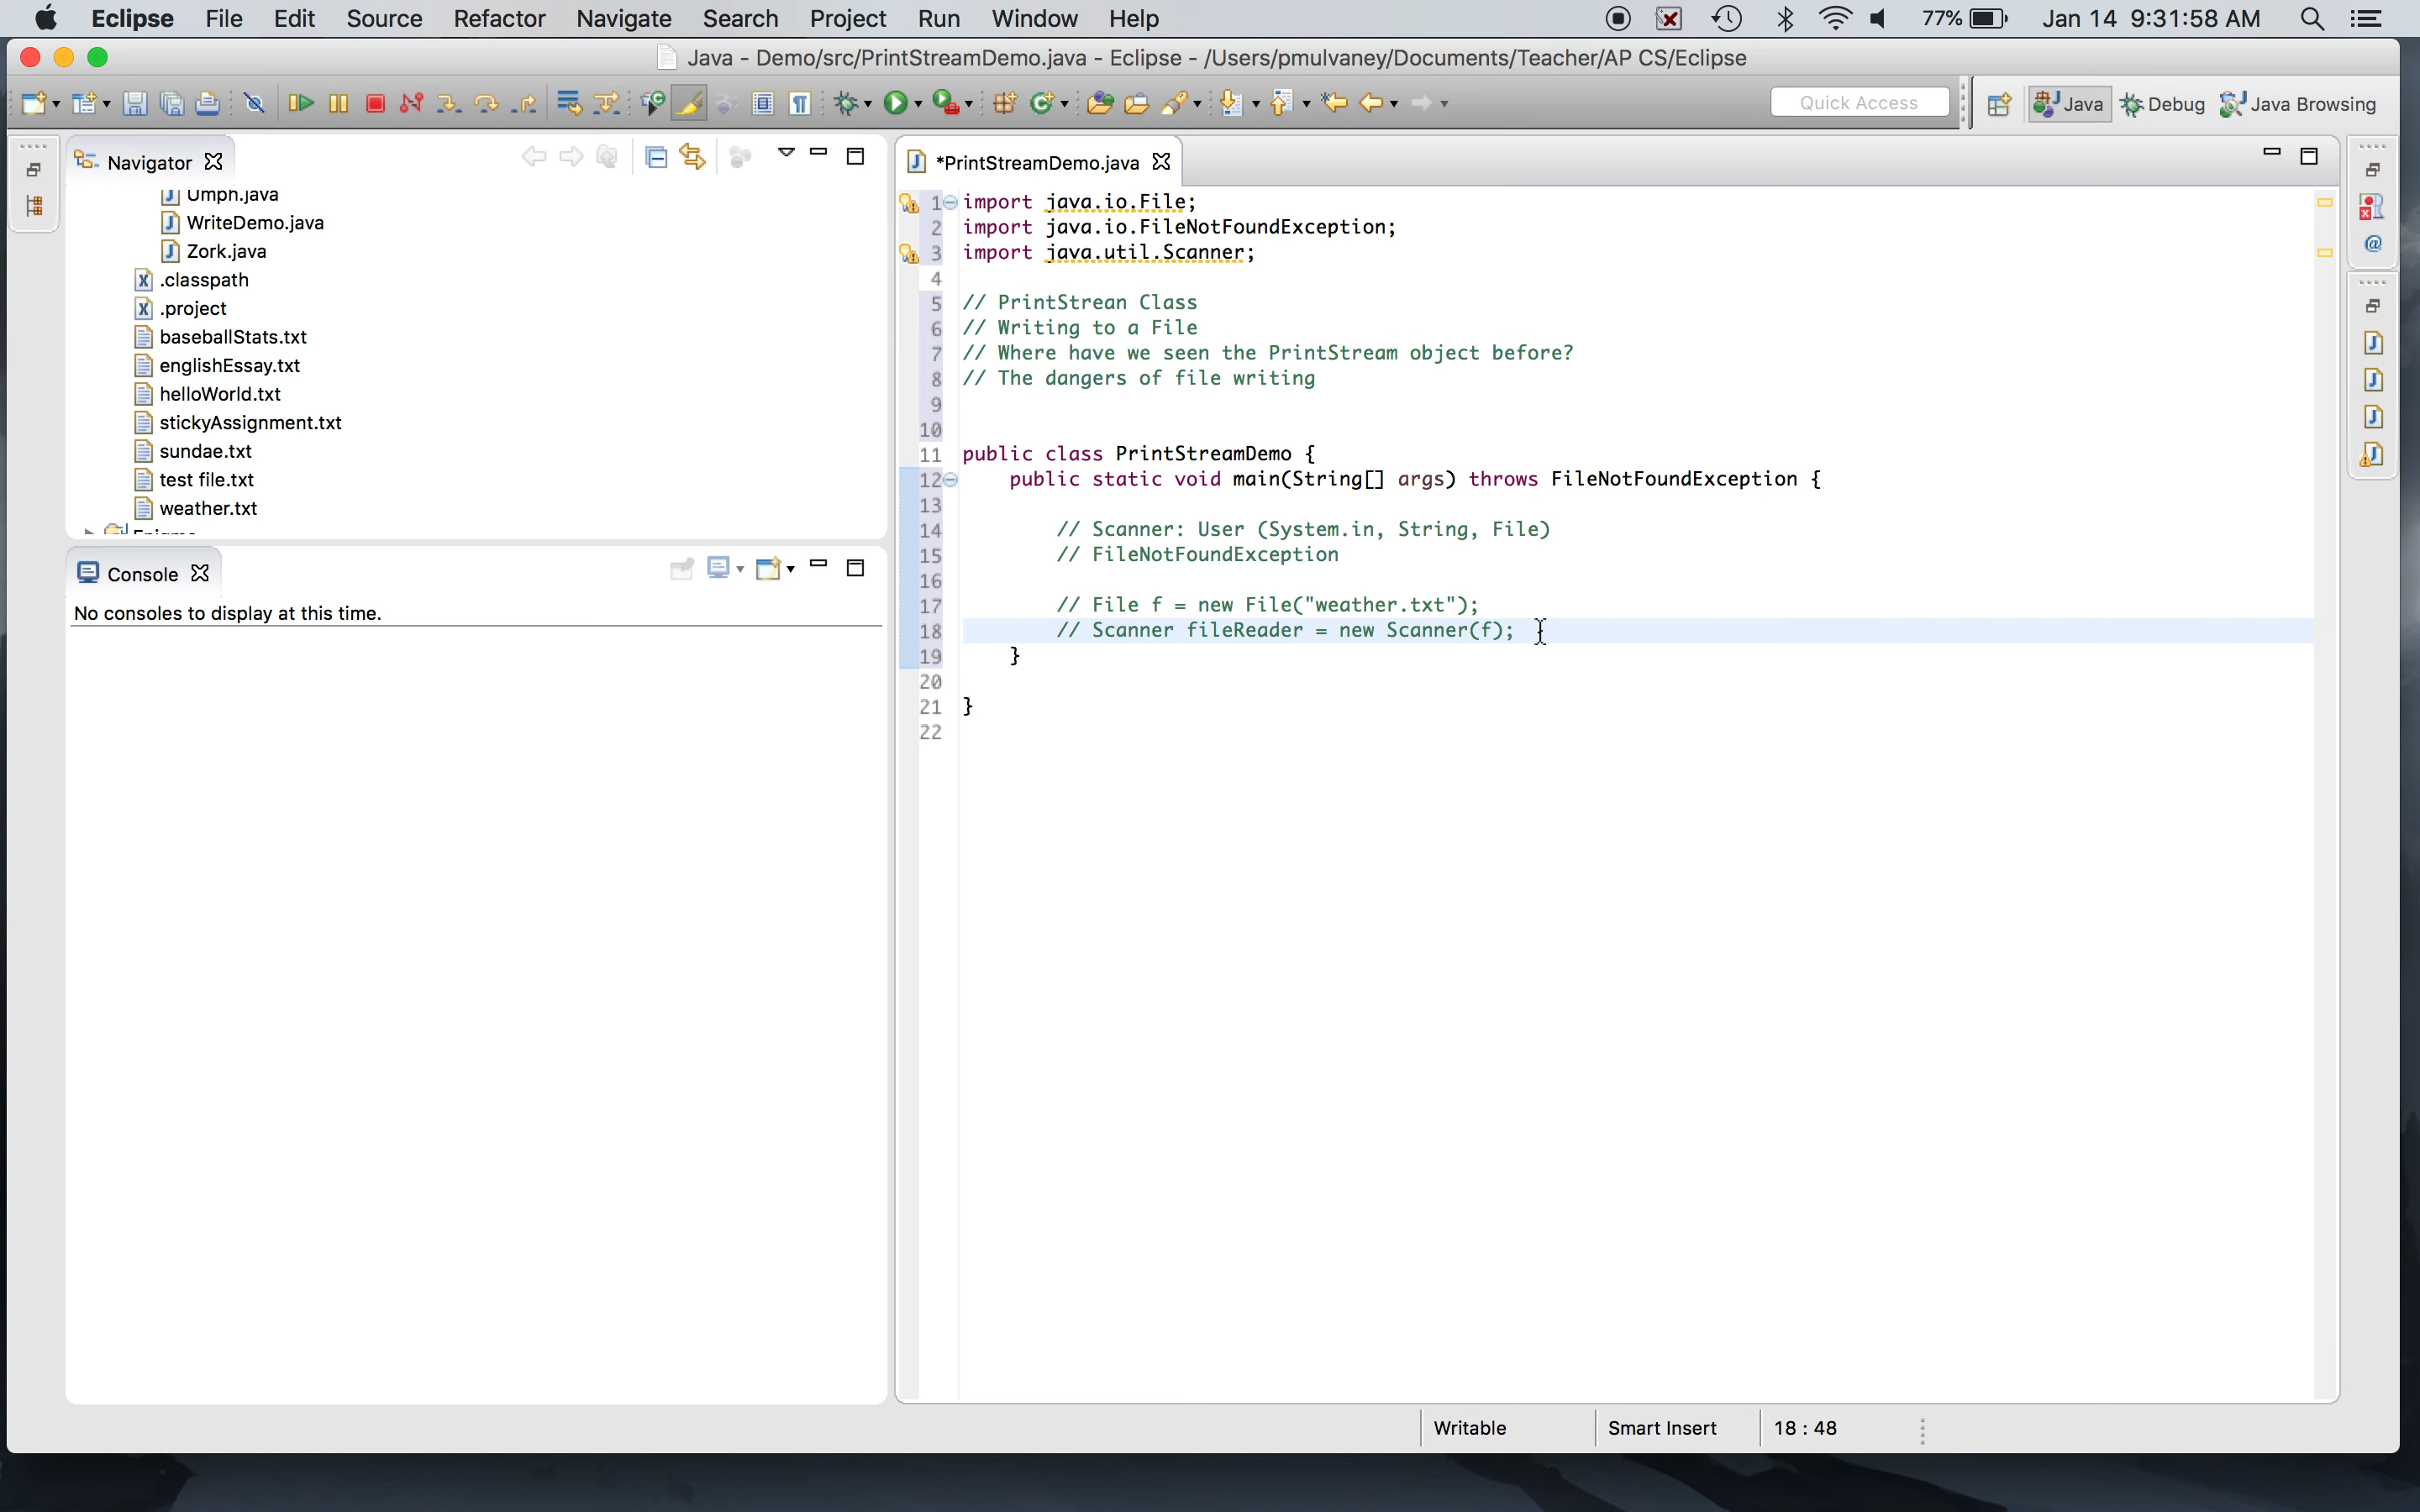 Eclipse File Edit Source Refactor Navigate Search Project Run Window Help 77% Jan 14 9:31:58 AM
Java - Demo/src/PrintStreamDemo.java - Eclipse - /Users/pmulvaney/Documents/Teacher/AP CS/Eclipse
Quick Access Java Debug Java Browsing
Navigator
Umph.java
WriteDemo.java
Zork.java
.classpath
.project
baseballStats.txt
englishEssay.txt
helloWorld.txt
stickyAssignment.txt
sundae.txt
test file.txt
weather.txt
Console
No consoles to display at this time.
*PrintStreamDemo.java
1 import java.io.File;
2 import java.io.FileNotFoundException;
3 import java.util.Scanner;
4
5 // PrintStrean Class
6 // Writing to a File
7 // Where have we seen the PrintStream object before?
8 // The dangers of file writing
9
10
11 public class PrintStreamDemo {
12 public static void main(String[] args) throws FileNotFoundException {
13
14 // Scanner: User (System.in, String, File)
15 // FileNotFoundException
16
17 // File f = new File("weather.txt");
18 // Scanner fileReader = new Scanner(f);
19 }
20
21 }
22
Writable Smart Insert 18 : 48